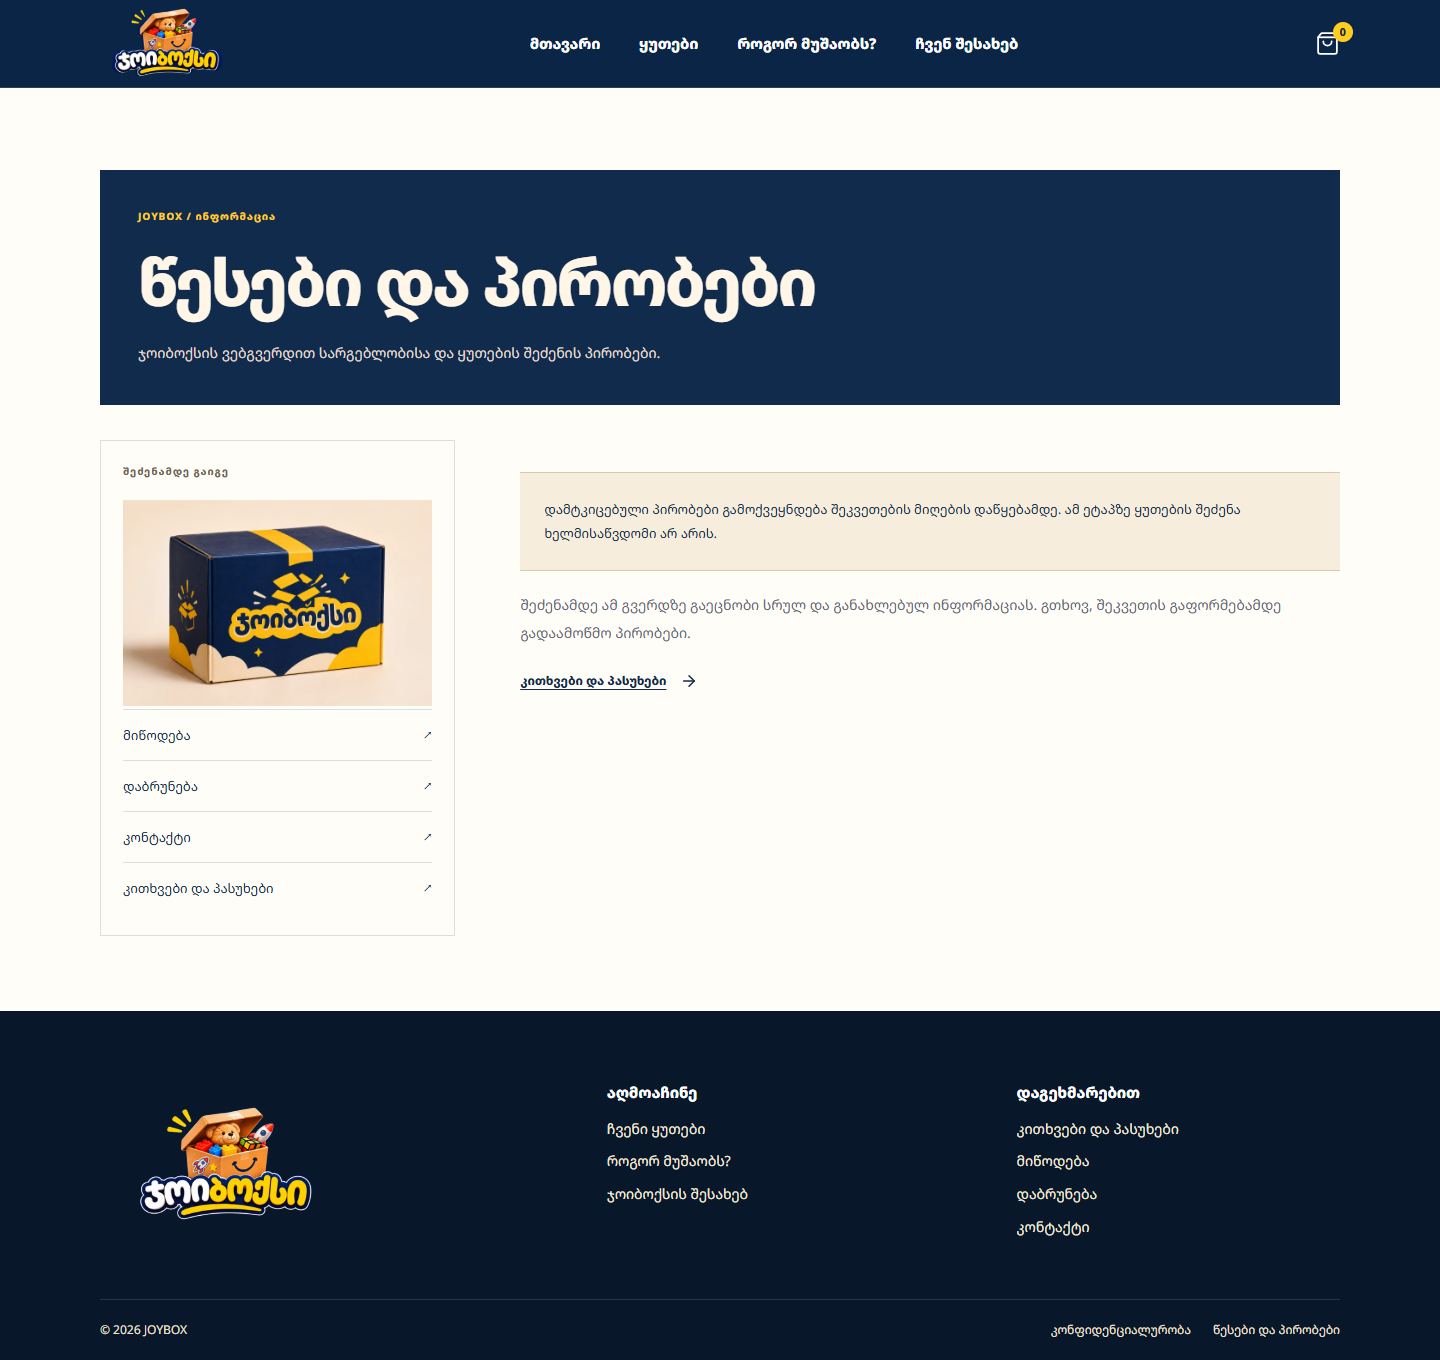 ჯოიბოქსი
მთავარი
ყუთები
როგორ მუშაობს?
ჩვენ შესახებ
0
JOYBOX / ინფორმაცია
წესები და პირობები
ჯოიბოქსის ვებგვერდით სარგებლობისა და ყუთების შეძენის პირობები.
შეძენამდე გაიგე
ჯოიბოქსი
მიწოდება
დაბრუნება
კონტაქტი
კითხვები და პასუხები
დამტკიცებული პირობები გამოქვეყნდება შეკვეთების მიღების დაწყებამდე. ამ ეტაპზე ყუთების შეძენა
ხელმისაწვდომი არ არის.
შეძენამდე ამ გვერდზე გაეცნობი სრულ და განახლებულ ინფორმაციას. გთხოვ, შეკვეთის გაფორმებამდე
გადაამოწმო პირობები.
კითხვები და პასუხები
ჯოიბოქსი
აღმოაჩინე
ჩვენი ყუთები
როგორ მუშაობს?
ჯოიბოქსის შესახებ
დაგეხმარებით
კითხვები და პასუხები
მიწოდება
დაბრუნება
კონტაქტი
© 2026 JOYBOX
კონფიდენციალურობა
წესები და პირობები